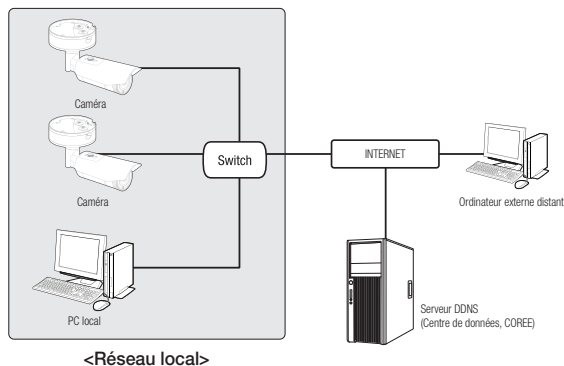 Caméra
Caméra
Switch
INTERNET
Ordinateur externe distant
PC local
Serveur DDNS
(Centre de données, COREE)
<Réseau local>